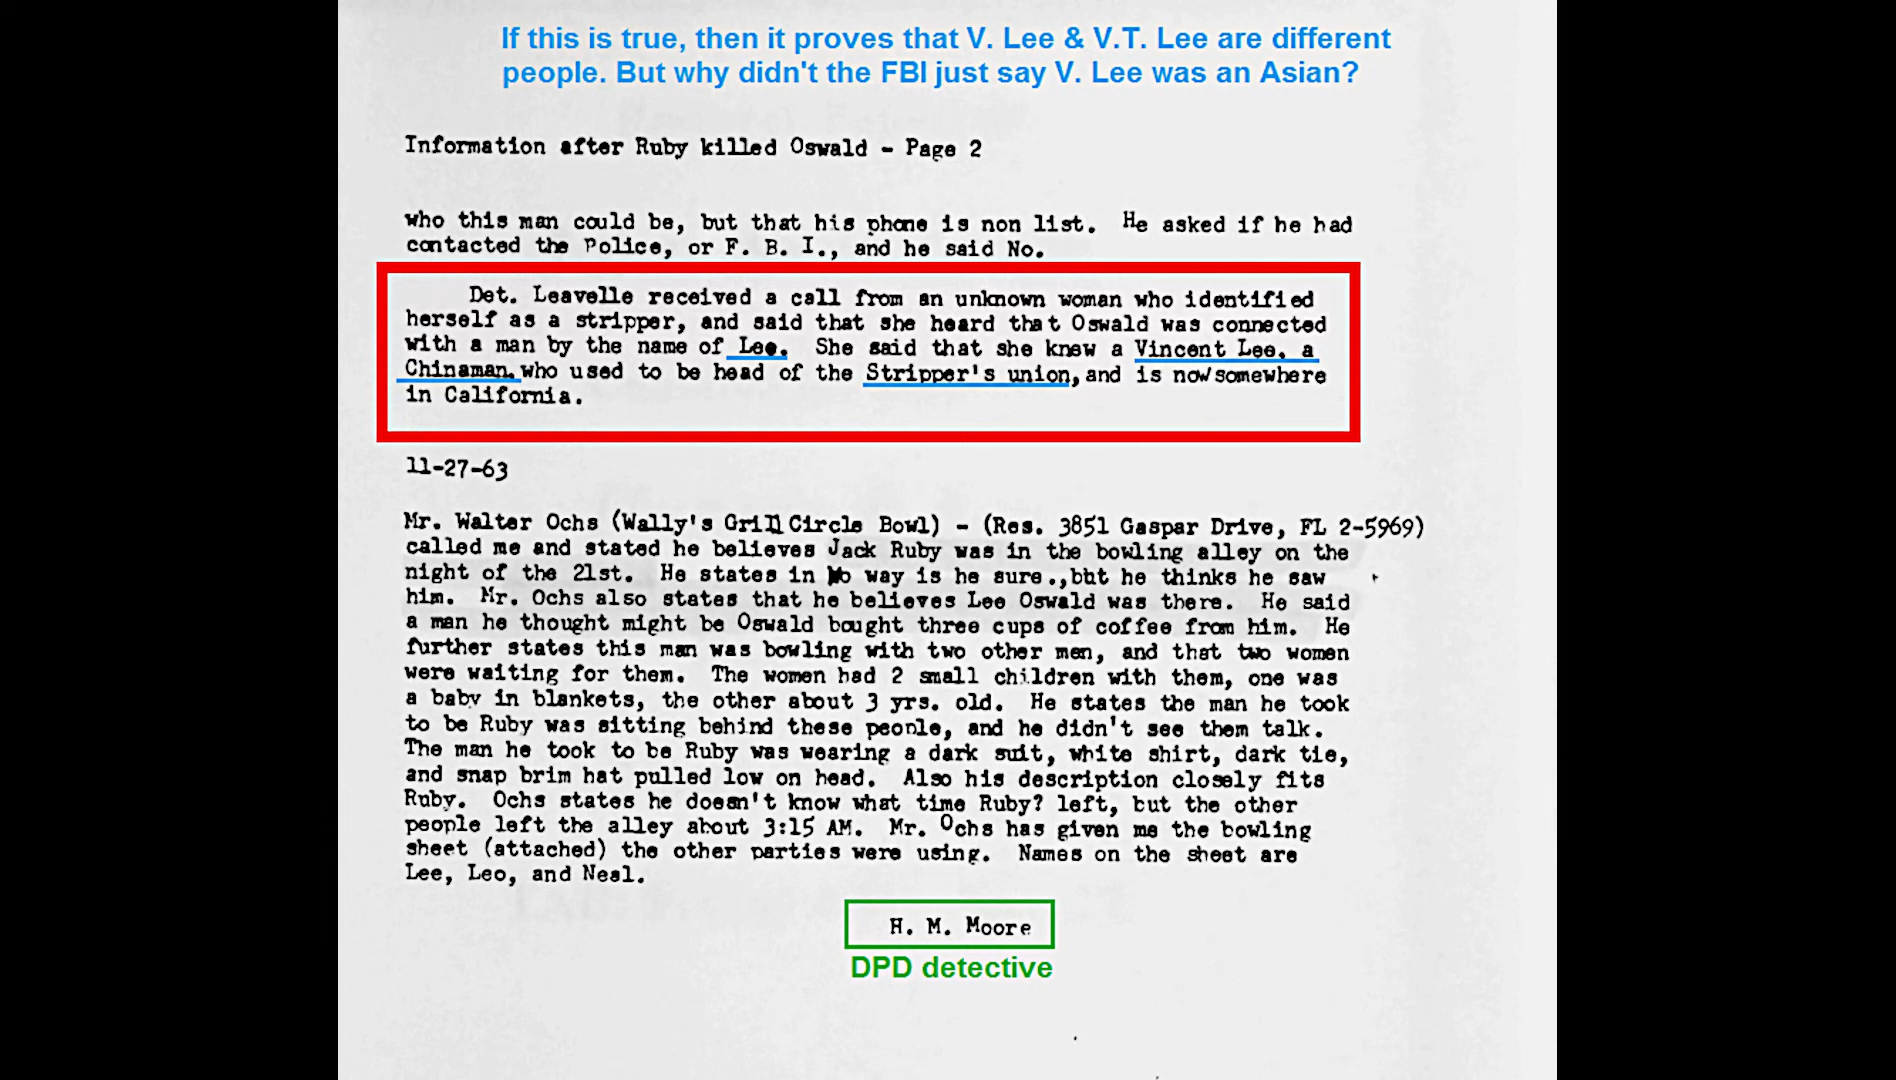 If this is true, then it proves that V. Lee & V.T. Lee are different
people. But why didn't the FBI just say V. Lee was an Asian?
Information after Ruby killed Oswald - Page 2
who this man could be, but that his phone is non list. He asked if he had
contacted the Police, or F. B. I., and he said No.
Det. Leavelle received a call from an unknown woman who identified
herself as a stripper, and said that she heard that Oswald was connected
with a man by the name of Lee. She said that she knew a Vincent Lee, a
Chinaman, who used to be head of the Stripper's union, and is now somewhere
in California.
11-27-63
Mr. Walter Ochs (Wally's Grill Circle Bowl) - (Res. 3851 Gaspar Drive, FL 2-5969)
called me and stated he believes Jack Ruby was in the bowling alley on the
night of the 21st. He states in No way is he sure., but he thinks he saw
him. Mr. Ochs also states that he believes Lee Oswald was there. He said
a man he thought might be Oswald bought three cups of coffee from him. He
further states this man was bowling with two other men, and that two women
were waiting for them. The women had 2 small children with them, one was
a baby in blankets, the other about 3 yrs. old. He states the man he took
to be Ruby was sitting behind these people, and he didn't see them talk.
The man he took to be Ruby was wearing a dark suit, white shirt, dark tie,
and snap brim hat pulled low on head. Also his description closely fits
Ruby. Ochs states he doesn't know what time Ruby? left, but the other
people left the alley about 3:15 AM. Mr. Ochs has given me the bowling
sheet (attached) the other parties were using. Names on the sheet are
Lee, Leo, and Neal.
H. M. Moore
DPD detective